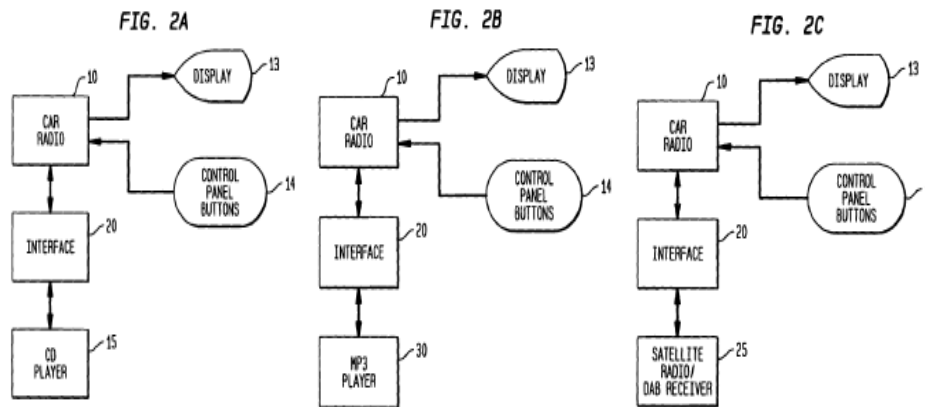 FIG. 2A
10
CAR
RADIO
DISPLAY
13
CONTROL
PANEL
BUTTONS
14
20
INTERFACE
15
CD
PLAYER
FIG. 2B
10
CAR
RADIO
DISPLAY
13
CONTROL
PANEL
BUTTONS
14
20
INTERFACE
30
MP3
PLAYER
FIG. 2C
10
CAR
RADIO
DISPLAY
13
CONTROL
PANEL
BUTTONS
20
INTERFACE
25
SATELLITE
RADIO/
DAB RECEIVER